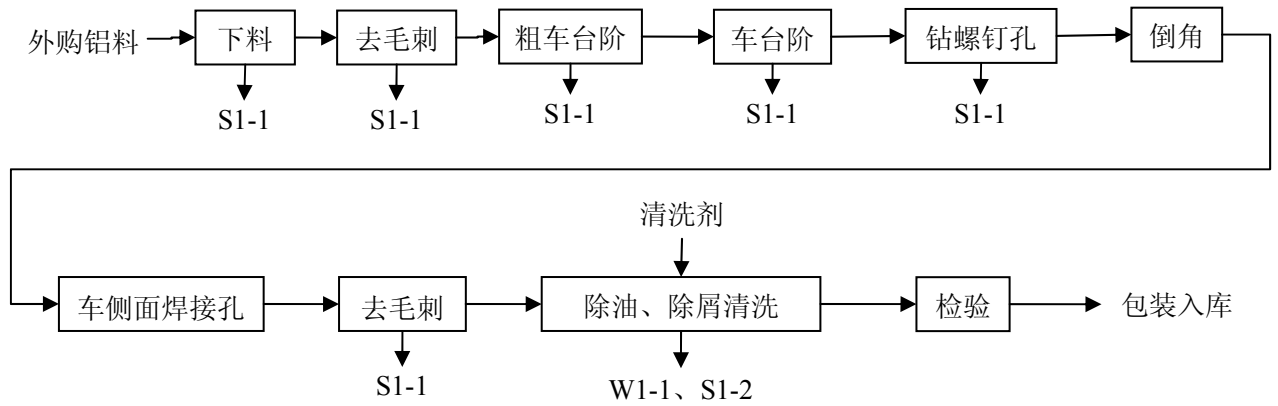 外购铝料
下料
去毛刺
粗车台阶
车台阶
钻螺钉孔
倒角
S1-1
S1-1
S1-1
S1-1
S1-1
清洗剂
车侧面焊接孔
去毛刺
除油、除屑清洗
检验
包装入库
S1-1
W1-1、S1-2